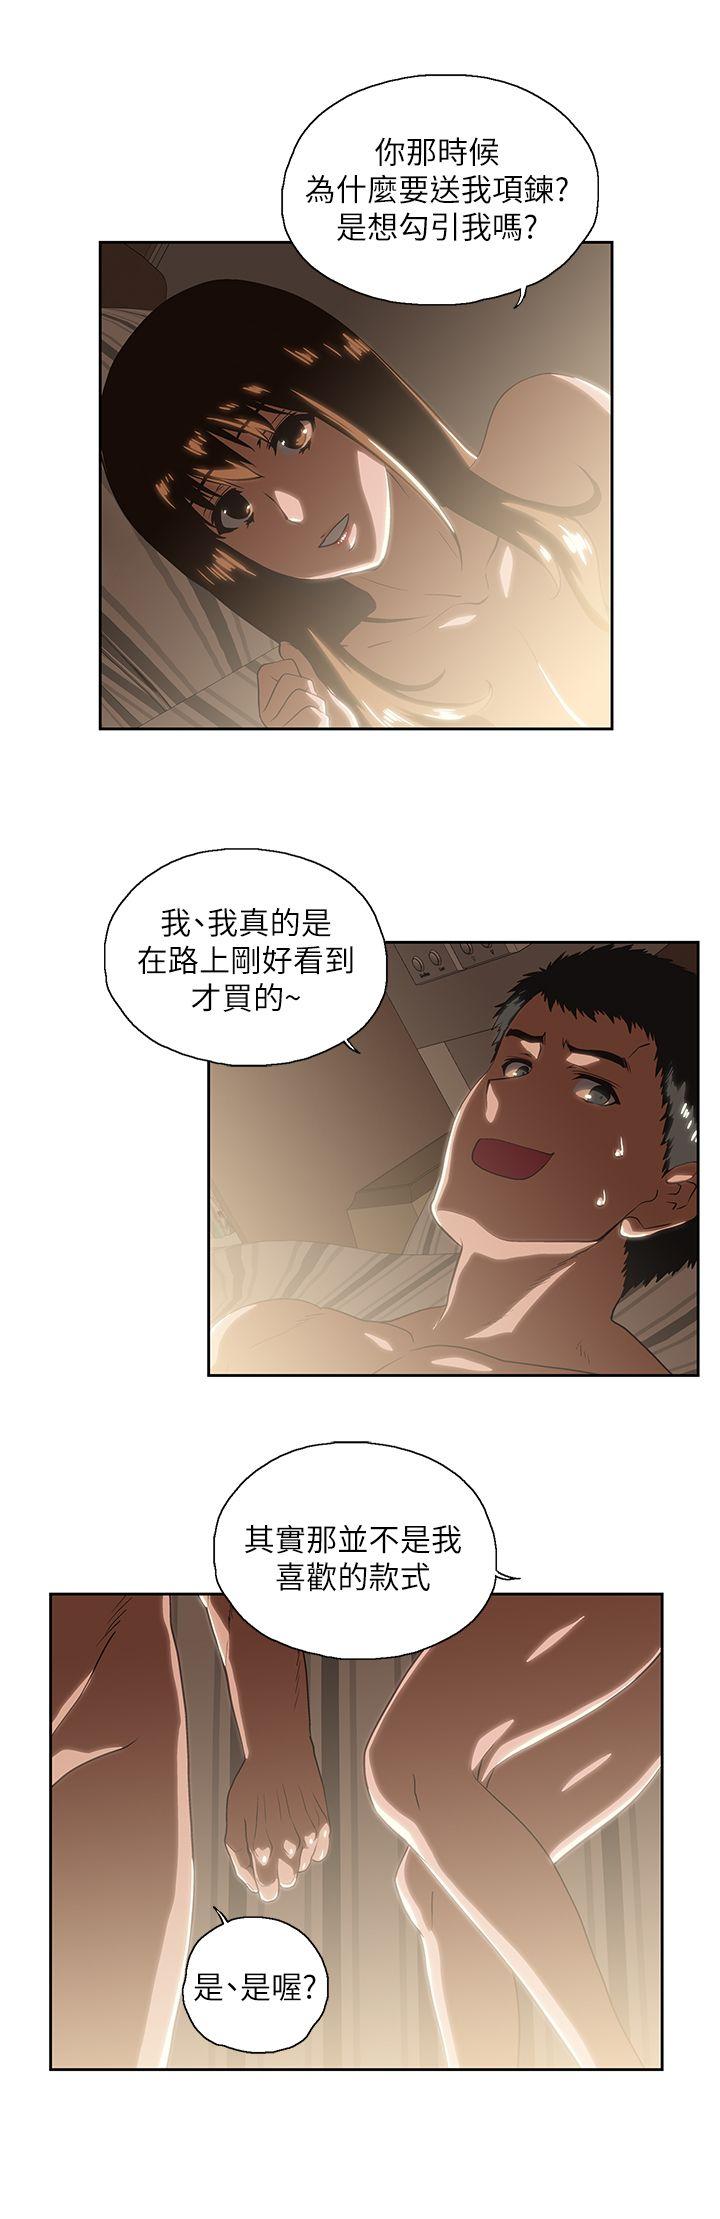 你那時候
為什麼要送我項鍊?
是想勾引我嗎?
我、我真的是
在路上剛好看到
才買的~
其實那並不是我
喜歡的款式
是、是喔?